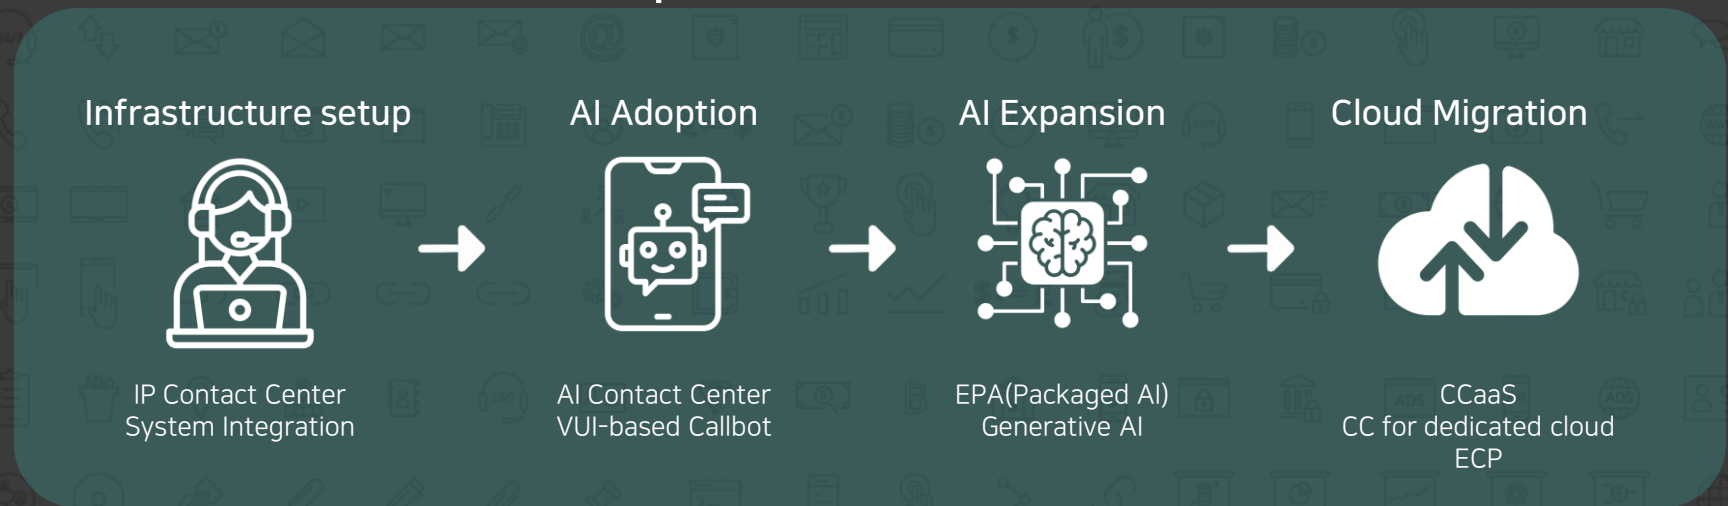 Infrastructure setup
AI Adoption
AI Expansion
Cloud Migration
IP Contact Center
System Integration
AI Contact Center
VUI-based Callbot
EPA(Packaged AI)
Generative AI
CCaaS
CC for dedicated cloud
ECP